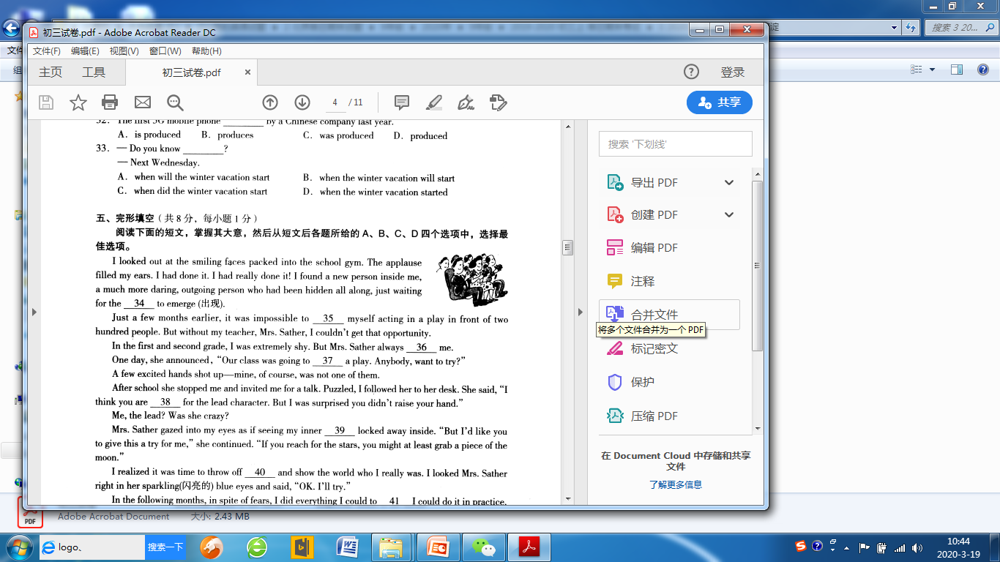 搜索 3 20...
初三试卷.pdf - Adobe Acrobat Reader DC
文件(F) 编辑(E) 视图(V) 窗口(W) 帮助(H)
主页 工具 初三试卷.pdf × 登录
4 / 11 共享
32. The first 5G mobile phone ________ by a Chinese company last year.
A. is produced B. produces C. was produced D. produced
33. — Do you know ________?
— Next Wednesday.
A. when will the winter vacation start B. when the winter vacation will start
C. when did the winter vacation start D. when the winter vacation started
五、完形填空（共 8 分，每小题 1 分）
阅读下面的短文，掌握其大意，然后从短文后各题所给的 A、B、C、D 四个选项中，选择最
佳选项。
I looked out at the smiling faces packed into the school gym. The applause
filled my ears. I had done it. I had really done it! I found a new person inside me,
a much more daring, outgoing person who had been hidden all along, just waiting
for the 34 to emerge (出现).
Just a few months earlier, it was impossible to 35 myself acting in a play in front of two
hundred people. But without my teacher, Mrs. Sather, I couldn't get that opportunity.
In the first and second grade, I was extremely shy. But Mrs. Sather always 36 me.
One day, she announced, "Our class was going to 37 a play. Anybody, want to try?"
A few excited hands shot up—mine, of course, was not one of them.
After school she stopped me and invited me for a talk. Puzzled, I followed her to her desk. She said, "I
think you are 38 for the lead character. But I was surprised you didn't raise your hand."
Me, the lead? Was she crazy?
Mrs. Sather gazed into my eyes as if seeing my inner 39 locked away inside. "But I'd like you
to give this a try for me," she continued. "If you reach for the stars, you might at least grab a piece of the
moon."
I realized it was time to throw off 40 and show the world who I really was. I looked Mrs. Sather
right in her sparkling(闪亮的) blue eyes and said, "OK. I'll try."
In the following months, in spite of fears, I did everything I could to 41 I could do it in practice.
搜索 '下划线'
导出 PDF
创建 PDF
编辑 PDF
注释
合并文件
将多个文件合并为一个 PDF
标记密文
保护
压缩 PDF
在 Document Cloud 中存储和共享
文件
了解更多信息
PDF
Adobe Acrobat Document 大小: 2.43 MB
logo、 搜索一下
10:44
2020-3-19